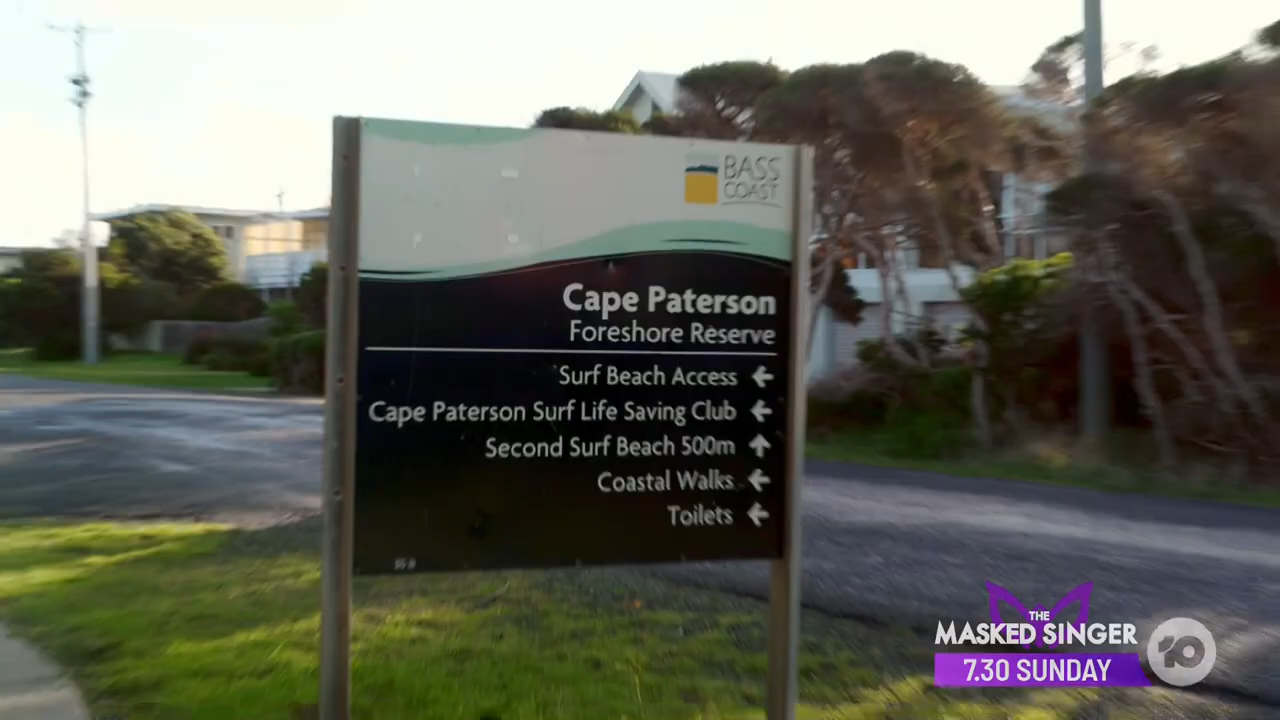 BASS
COAST
Cape Paterson
Foreshore Reserve
Surf Beach Access ←
Cape Paterson Surf Life Saving Club ←
Second Surf Beach 500m ↑
Coastal Walks ←
Toilets ←
THE
MASKED SINGER
7.30 SUNDAY
10